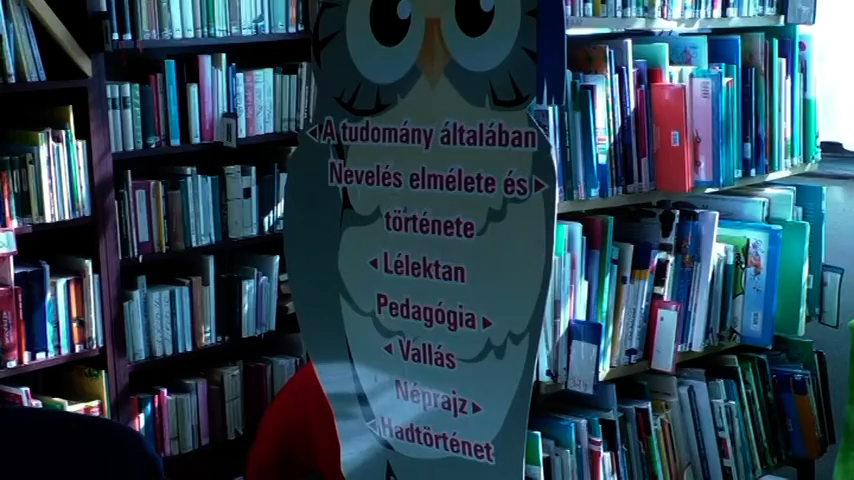 ◂A tudomány általában
Nevelés elmélete és▸
története
◂Lélektan
Pedagógia▸
◂Vallás
Néprajz▸
◂Hadtörténet